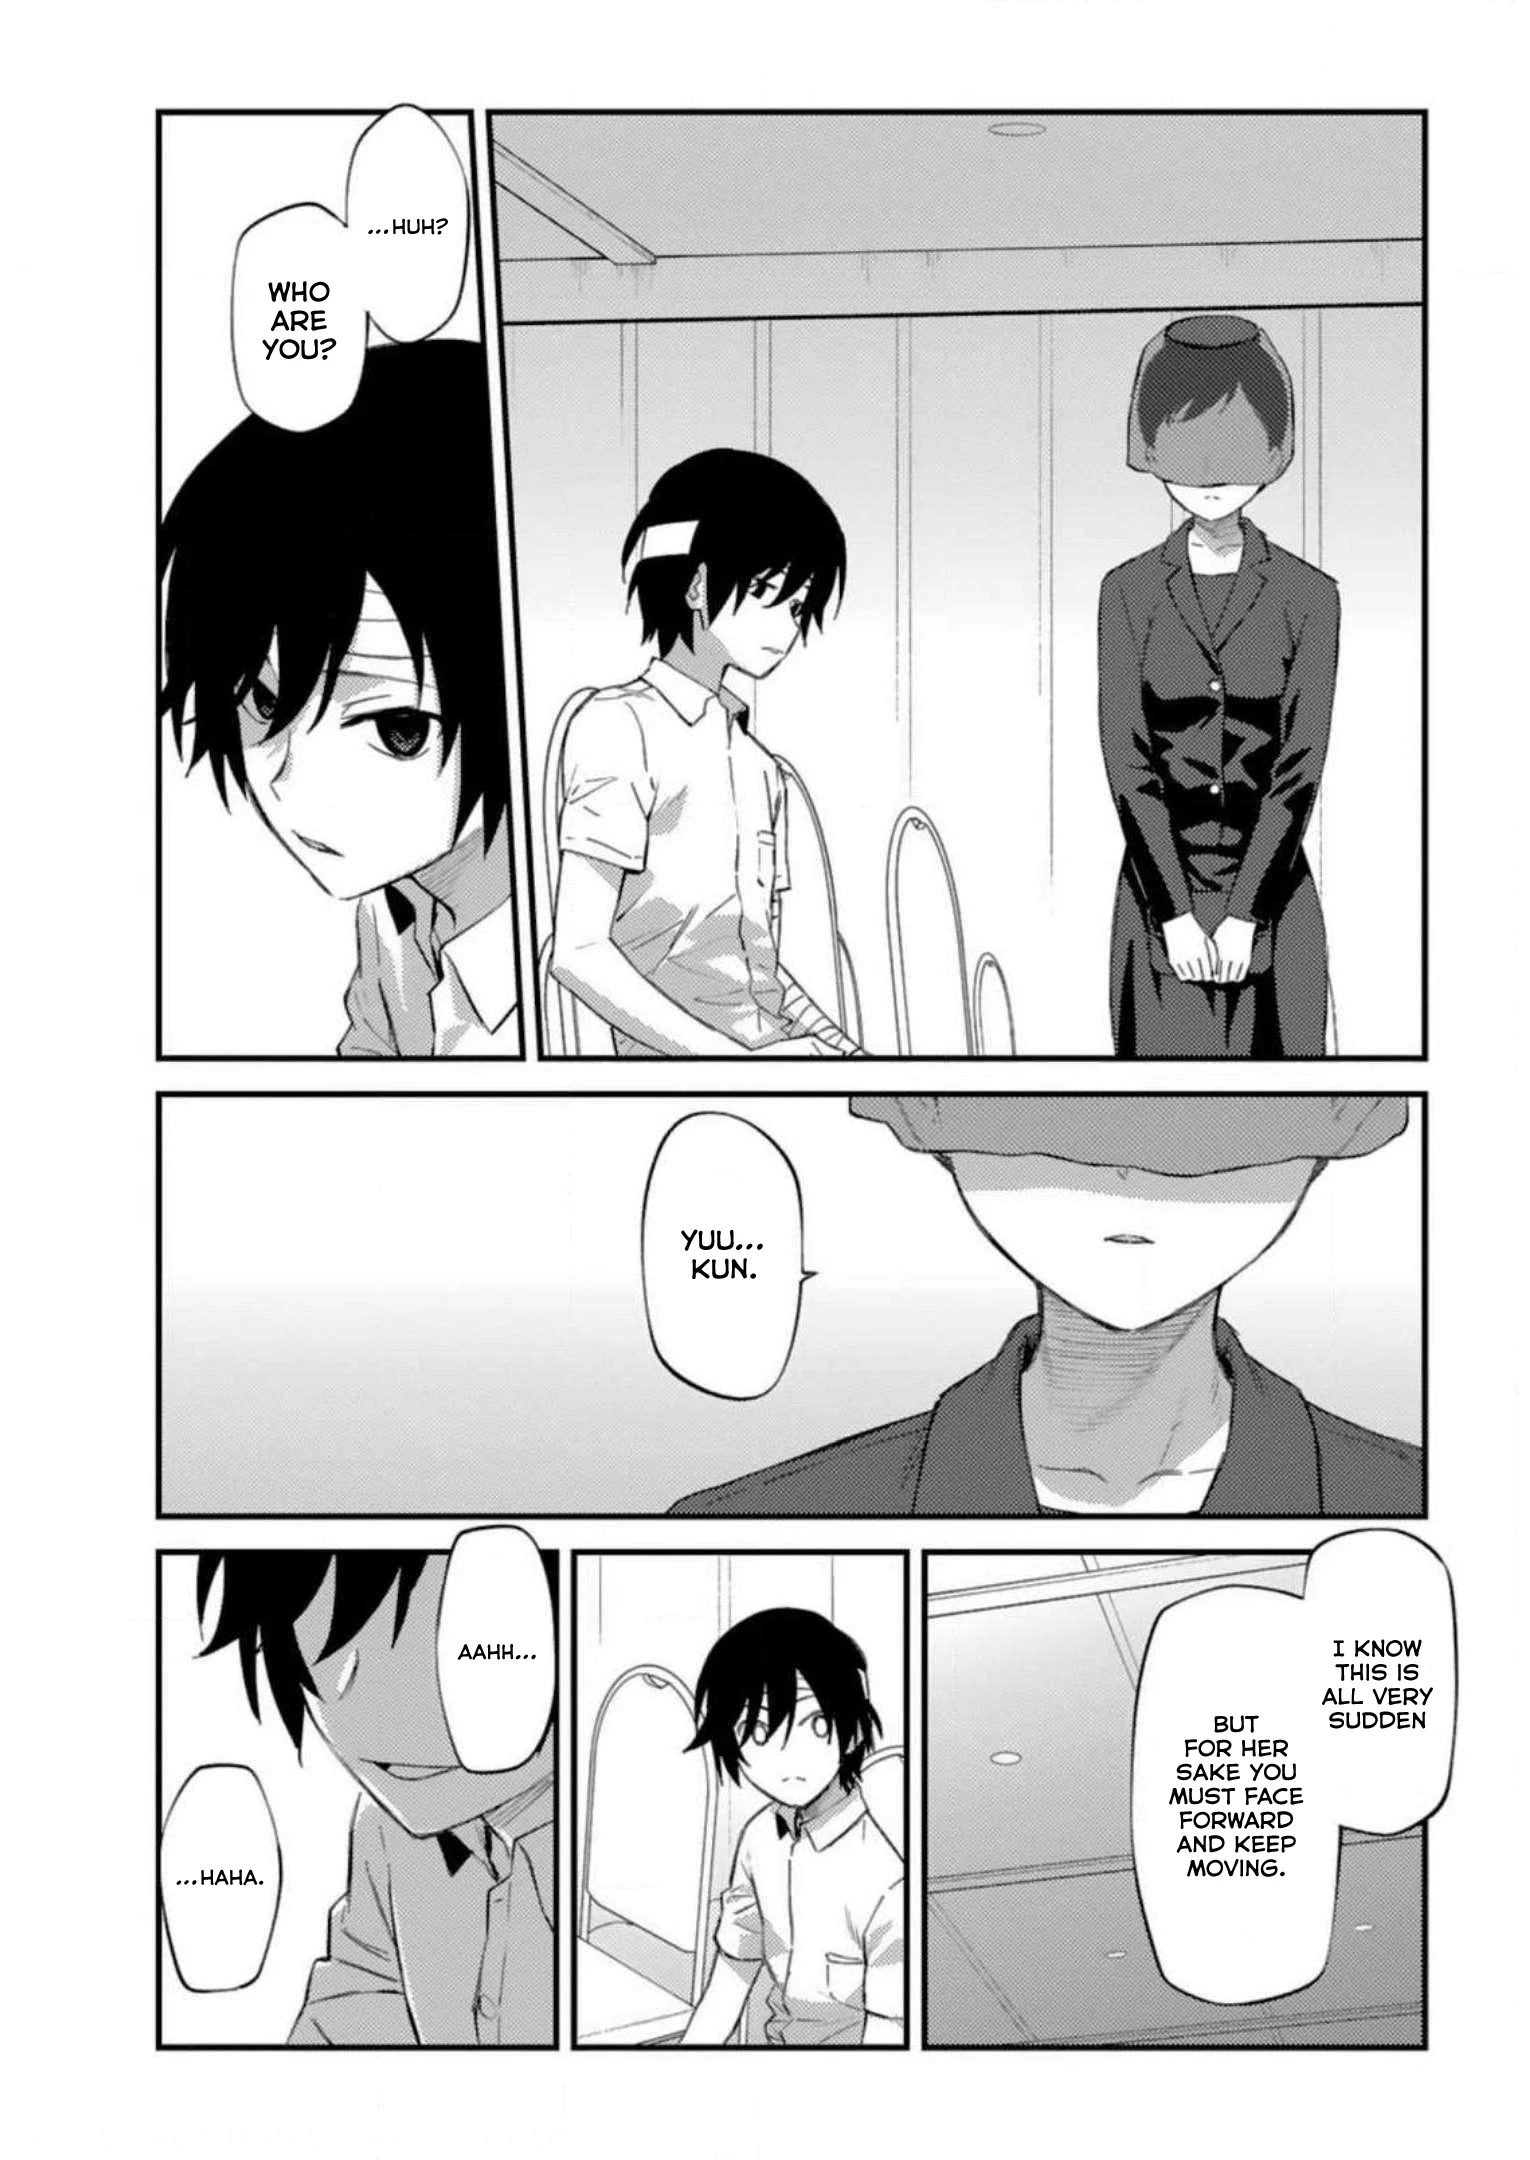 ...HUH?
WHO
ARE
YOU?
YUU...
KUN.
I KNOW
THIS IS
ALL VERY
SUDDEN
BUT
FOR HER
SAKE YOU
MUST FACE
FORWARD
AND KEEP
MOVING.
AAHH...
...HAHA.